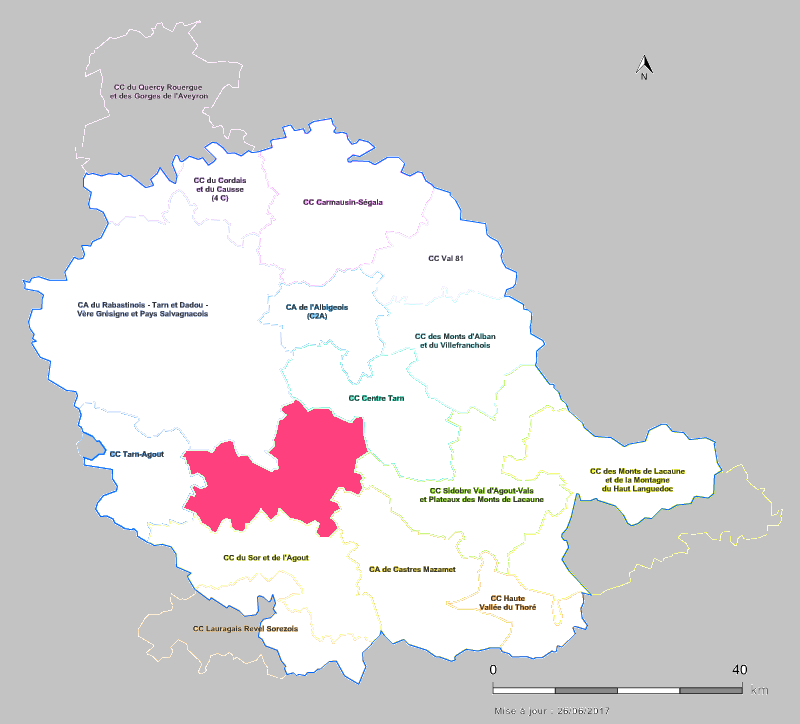 CC du Quercy Rouergue
et des Gorges de l'Aveyron
N
CC du Cordais
et du Causse
(4 C)
CC Carmausin-Ségala
CC Val 81
CA du Rabastinois - Tarn et Dadou -
Vère Grésigne et Pays Salvagnacois
CA de l'Albigeois
(C2A)
CC des Monts d'Alban
et du Villefranchois
CC Centre Tarn
CC Tarn-Agout
CC des Monts de Lacaune
et de la Montagne
du Haut Languedoc
CC Sidobre Val d'Agout-Vals
et Plateaux des Monts de Lacaune
CC du Sor et de l'Agout
CA de Castres Mazamet
CC Haute
Vallée du Thoré
CC Lauragais Revel Sorezois
0 40
km
Mise à jour : 26/06/2017